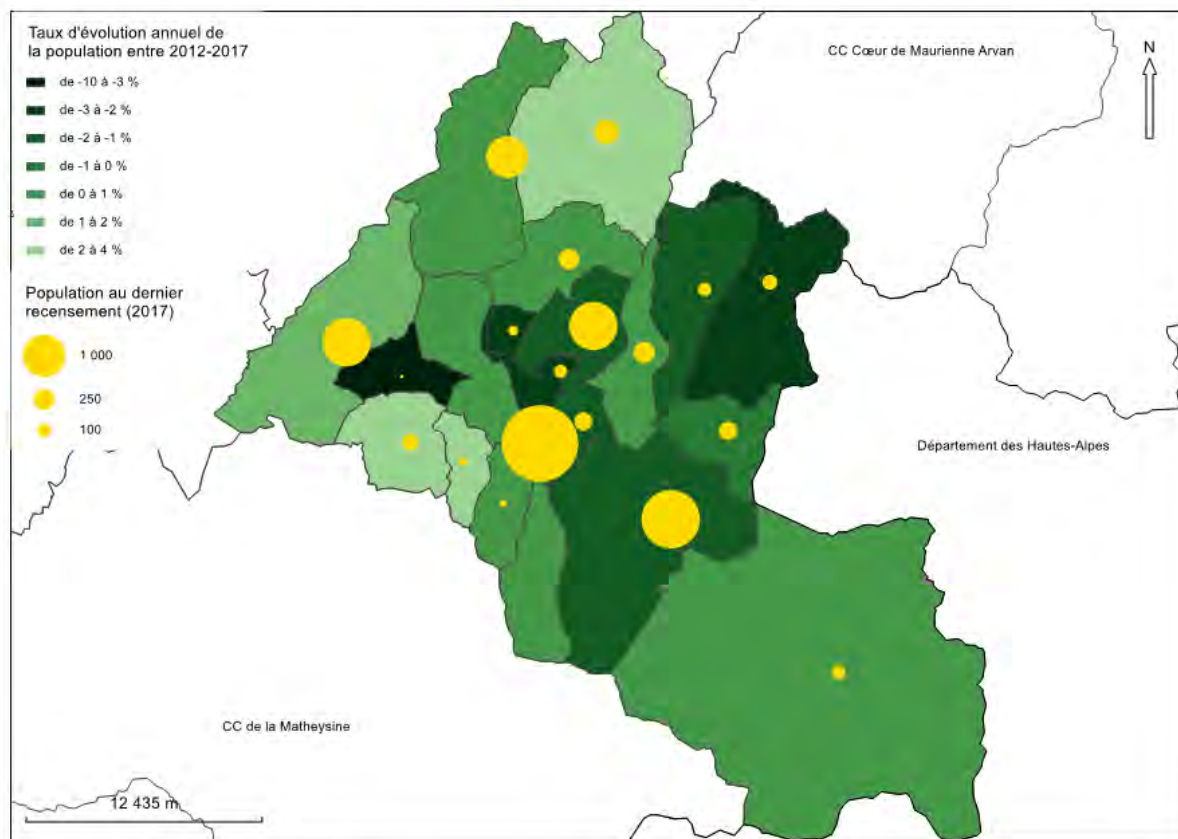 Taux d'évolution annuel de
la population entre 2012-2017
de -10 à -3 %
de -3 à -2 %
de -2 à -1 %
de -1 à 0 %
de 0 à 1 %
de 1 à 2 %
de 2 à 4 %
Population au dernier
recensement (2017)
1 000
250
100
CC Cœur de Maurienne Arvan
N
Département des Hautes-Alpes
CC de la Matheysine
12 435 m